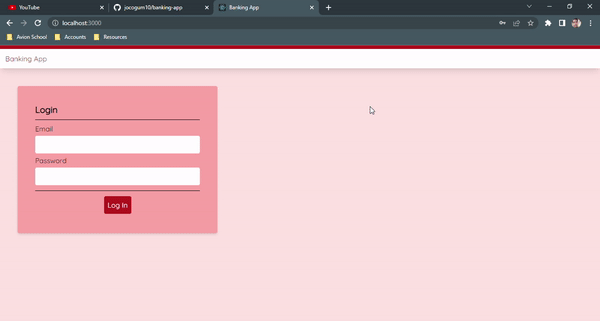 YouTube
jocogum10/banking-app
Banking App
localhost:3000
Avion School
Accounts
Resources
Banking App
Login
Email
Password
Log In